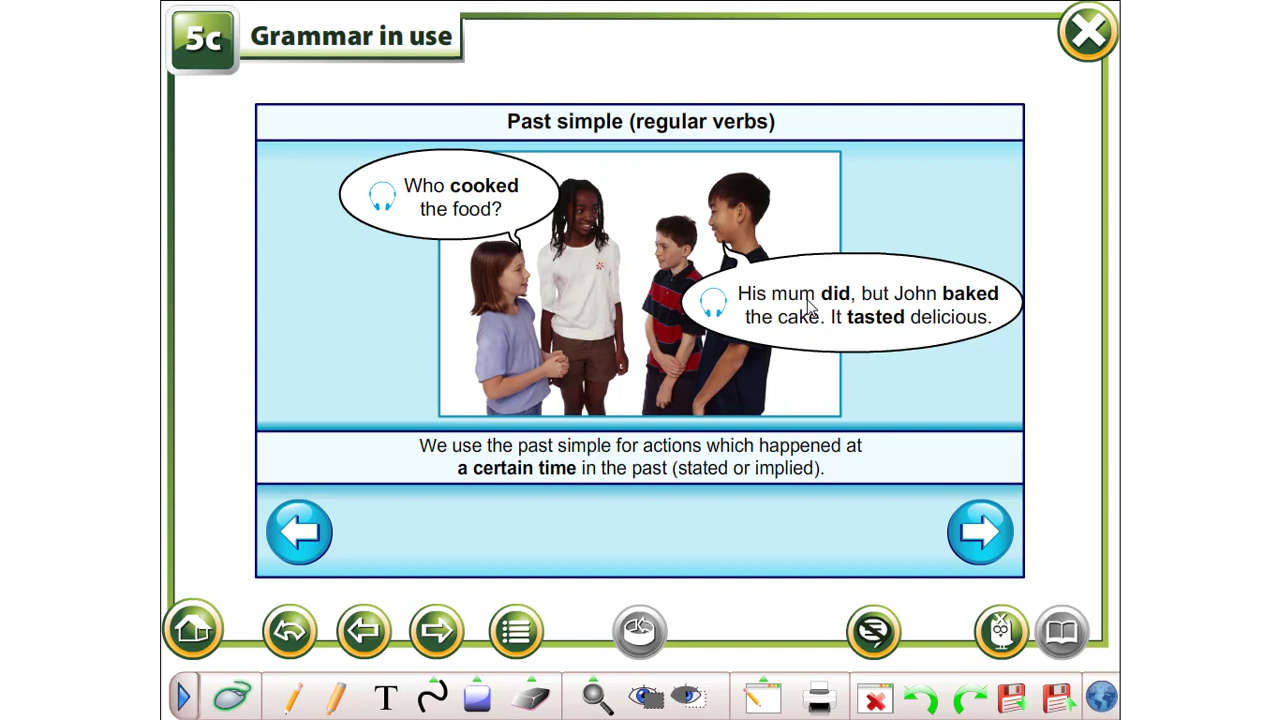 5c
Grammar in use
Past simple (regular verbs)
Who cooked
the food?
His mum did, but John baked
the cake. It tasted delicious.
We use the past simple for actions which happened at
a certain time in the past (stated or implied).
T